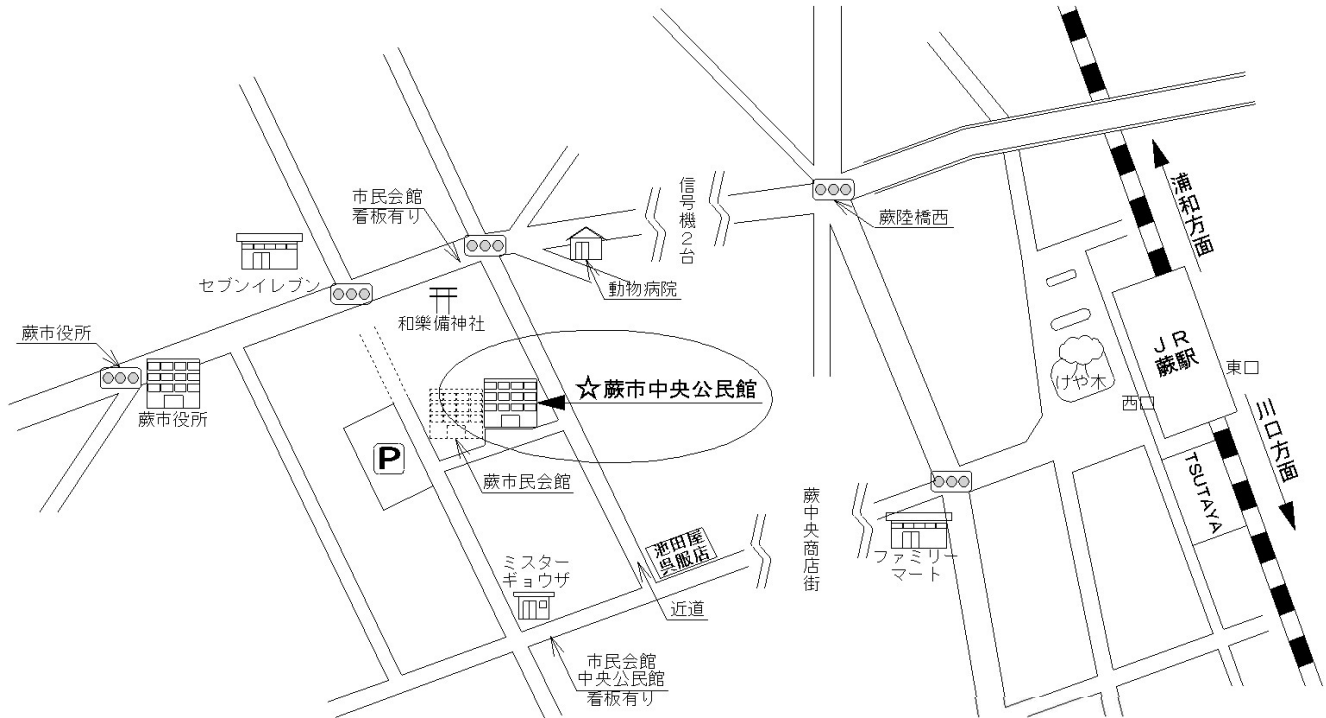 市民会館
看板有り
信号機2台
蕨陸橋西
浦和方面
セブンイレブン
動物病院
和樂備神社
蕨市役所
蕨市役所
☆蕨市中央公民館
JR
蕨駅
東口
西口
けや木
川口方面
P
蕨市民会館
TSUTAYA
蕨中央商店街
ファミリー
マート
池田屋
呉服店
ミスター
ギョウザ
近道
市民会館
中央公民館
看板有り